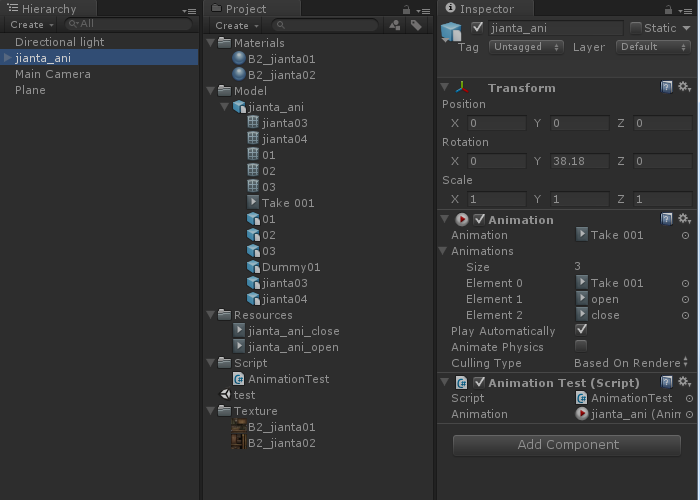 Hierarchy
Create
All
Directional light
jianta_ani
Main Camera
Plane
Project
Create
Materials
B2_jianta01
B2_jianta02
Model
jianta_ani
jianta03
jianta04
01
02
03
Take 001
01
02
03
Dummy01
jianta03
jianta04
Resources
jianta_ani_close
jianta_ani_open
Script
AnimationTest
test
Texture
B2_jianta01
B2_jianta02
Inspector
jianta_ani Static
Tag Untagged Layer Default
Transform
Position
X 0 Y 0 Z 0
Rotation
X 0 Y 38.18 Z 0
Scale
X 1 Y 1 Z 1
Animation
Animation Take 001
Animations
Size 3
Element 0 Take 001
Element 1 open
Element 2 close
Play Automatically
Animate Physics
Culling Type Based On Rendere
Animation Test (Script)
Script AnimationTest
Animation jianta_ani (Anim
Add Component